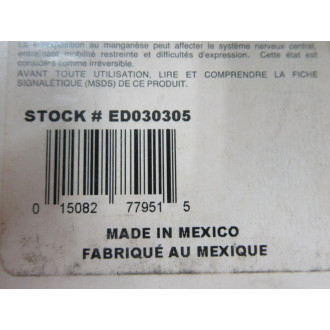 au manganèse peut affecter le système nerveux central,
entraînant mobilité restreinte et difficultés d'expression. Cette état est
considéré comme irréversible.
AVANT TOUTE UTILISATION, LIRE ET COMPRENDRE LA FICHE
SIGNALÉTIQUE (MSDS) DE CE PRODUIT.
STOCK # ED030305
0 15082 77951 5
MADE IN MEXICO
FABRIQUÉ AU MEXIQUE